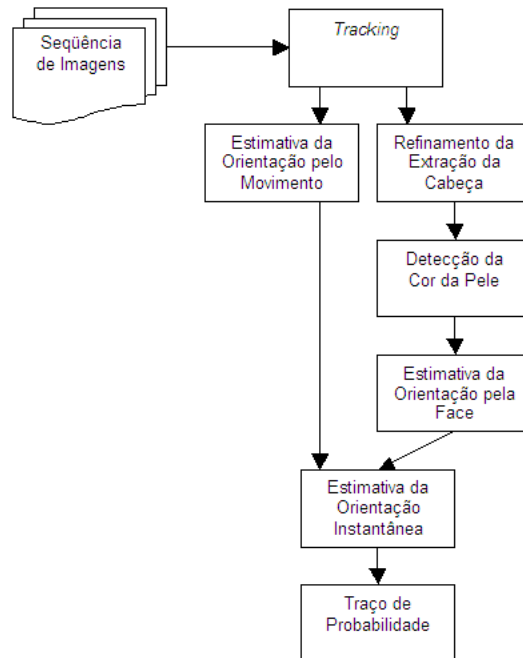 Seqüência
de Imagens
Tracking
Estimativa da
Orientação pelo
Movimento
Refinamento da
Extração da
Cabeça
Detecção da
Cor da Pele
Estimativa da
Orientação pela
Face
Estimativa da
Orientação
Instantânea
Traço de
Probabilidade